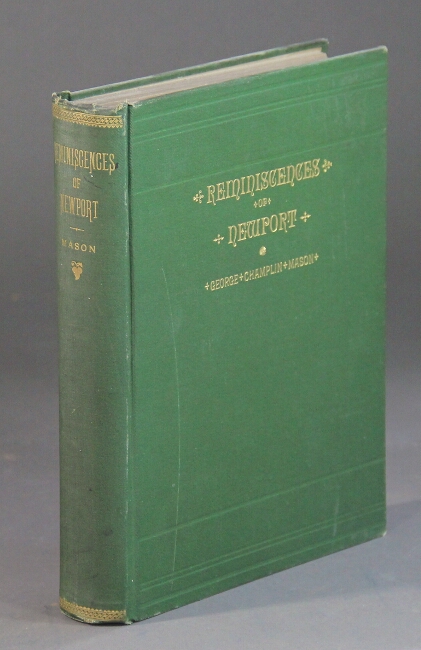 REMINISCENCES
OF
NEWPORT
MASON
REMINISCENCES
OF
NEWPORT
GEORGE CHAMPLIN MASON